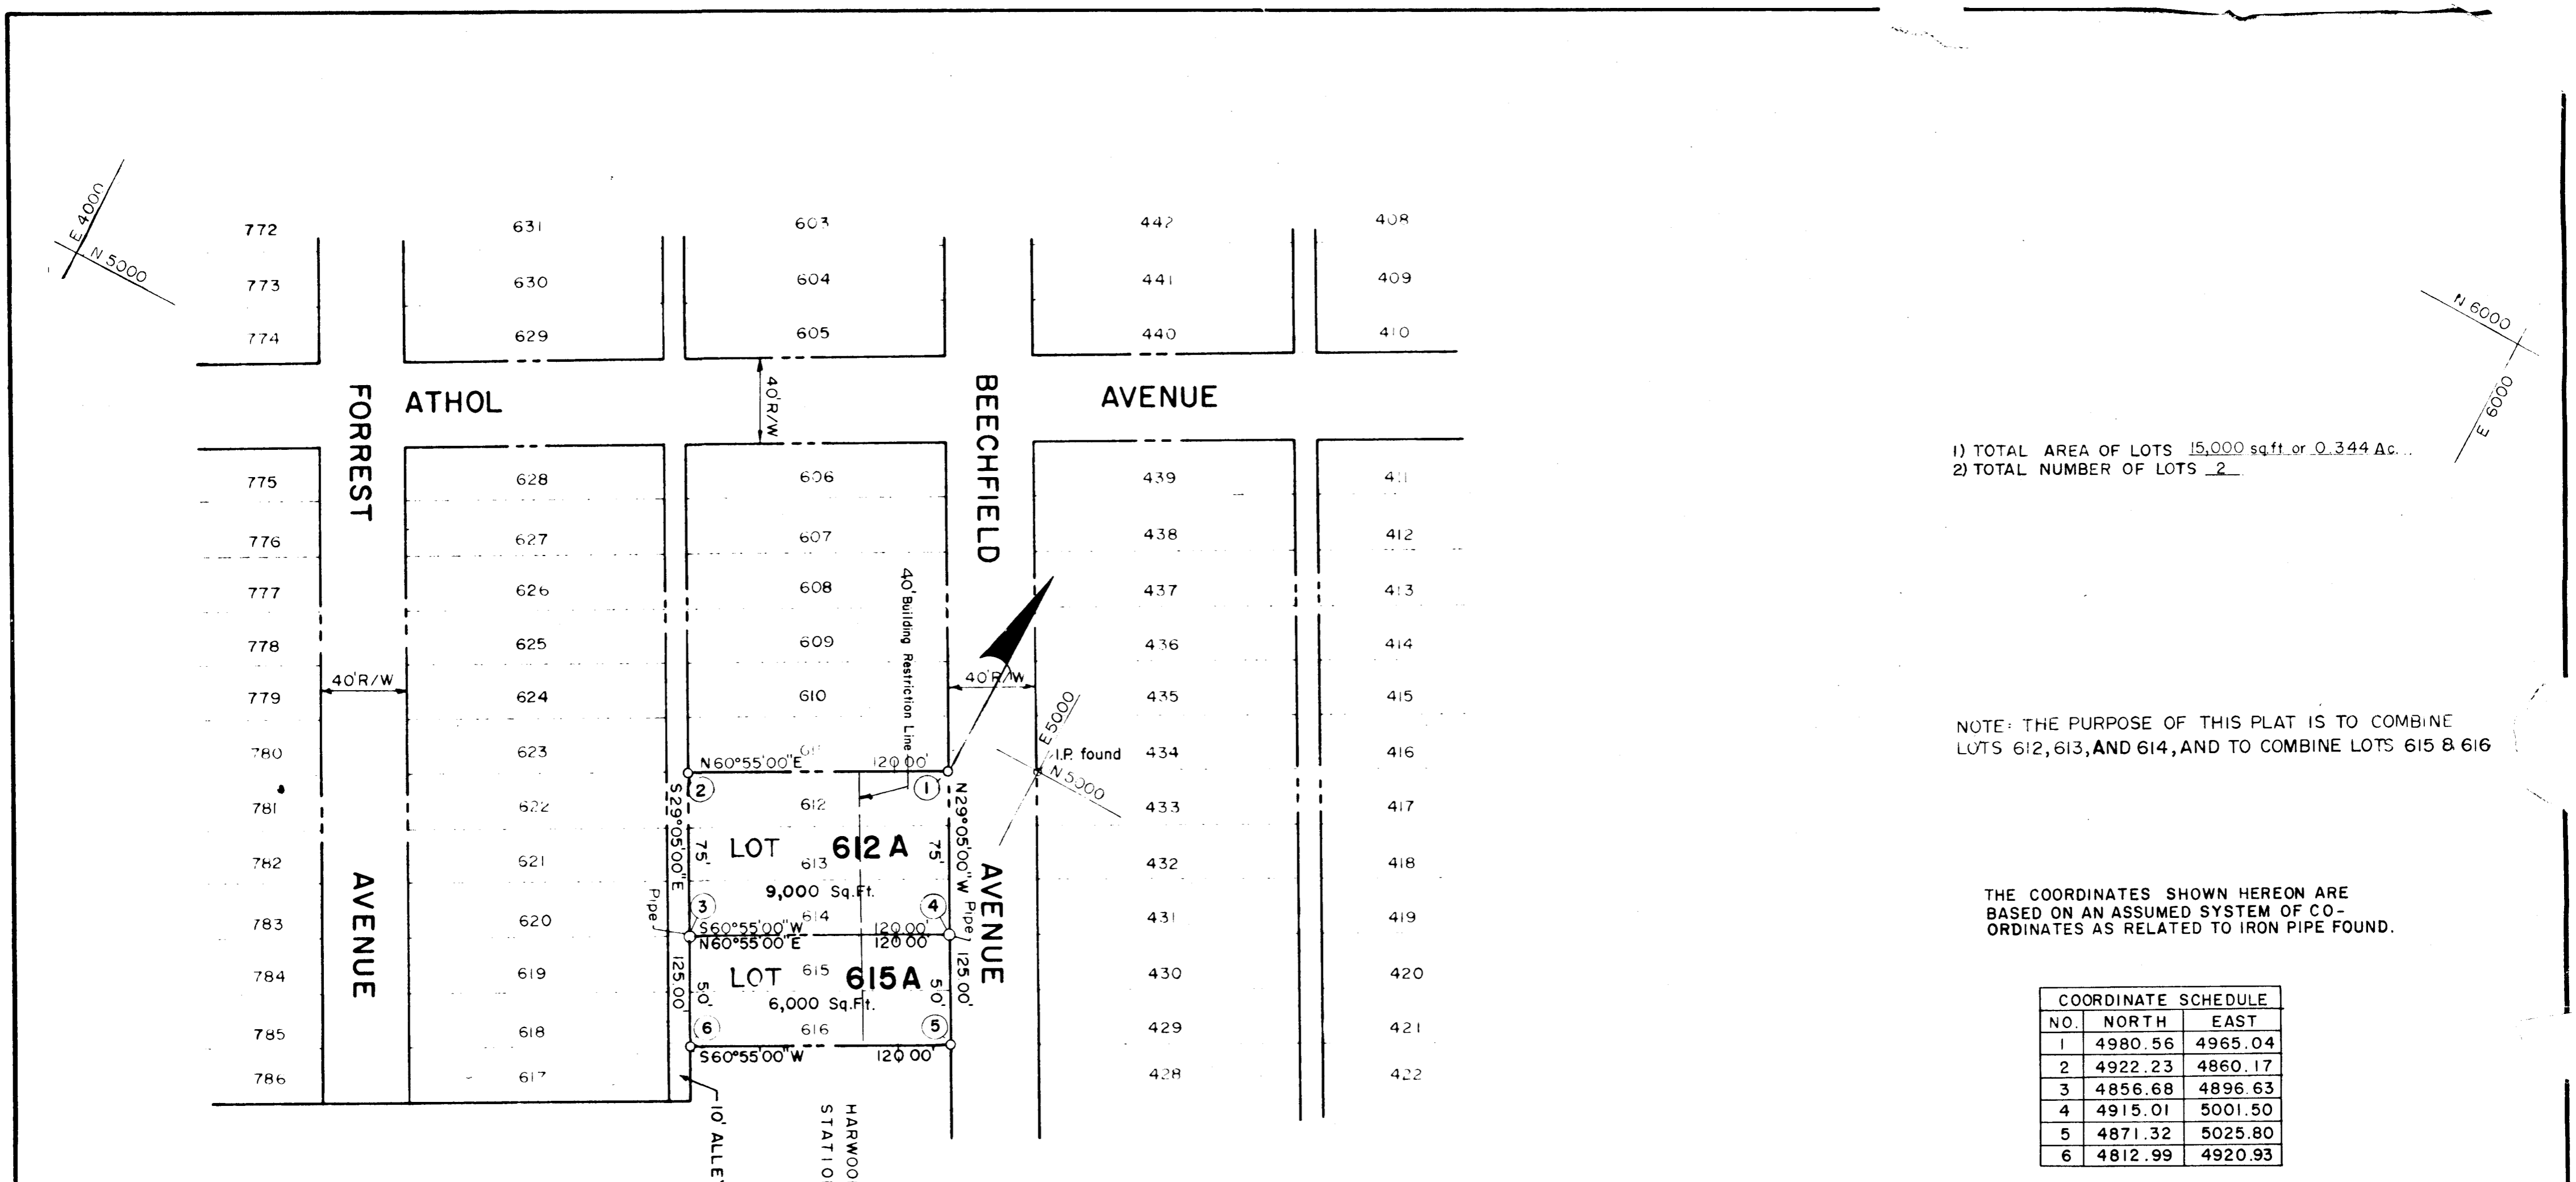 E 4000
N 5000
772 631 603 442 408
773 630 604 441 409
774 629 605 440 410
N 6000
E 6000
FORREST
ATHOL
40' R/W
BEECHFIELD
AVENUE
1) TOTAL AREA OF LOTS 15,000 sq.ft. or 0.344 Ac.
2) TOTAL NUMBER OF LOTS 2
775 628 606 439 411
776 627 607 438 412
777 626 608 437 413
778 625 609 436 414
40' Building Restriction Line
40' R/W
40' R/W
779 624 610 435 415
780 623 611 434 416
E 5000
I.P. found
N 5000
NOTE: THE PURPOSE OF THIS PLAT IS TO COMBINE
LOTS 612, 613, AND 614, AND TO COMBINE LOTS 615 & 616
N 60°55'00"E 120.00'
2 1
781 622 612 433 417
S29°05'00"E
N29°05'00"W
75' LOT 612 A 75'
782 621 613 432 418
9,000 Sq.Ft.
AVENUE
AVENUE
Pipe
Pipe
3 4
783 620 614 431 419
S60°55'00"W 120.00'
N60°55'00"E 120.00'
THE COORDINATES SHOWN HEREON ARE
BASED ON AN ASSUMED SYSTEM OF CO-
ORDINATES AS RELATED TO IRON PIPE FOUND.
784 619 615 430 420
LOT 615 A
125.00' 50' 50' 125.00'
6,000 Sq.Ft.
6 5
785 618 616 429 421
S60°55'00"W 120.00'
786 617 428 422
10' ALLEY
HARWOO
STATIO
COORDINATE SCHEDULE
NO. NORTH EAST
1 4980.56 4965.04
2 4922.23 4860.17
3 4856.68 4896.63
4 4915.01 5001.50
5 4871.32 5025.80
6 4812.99 4920.93